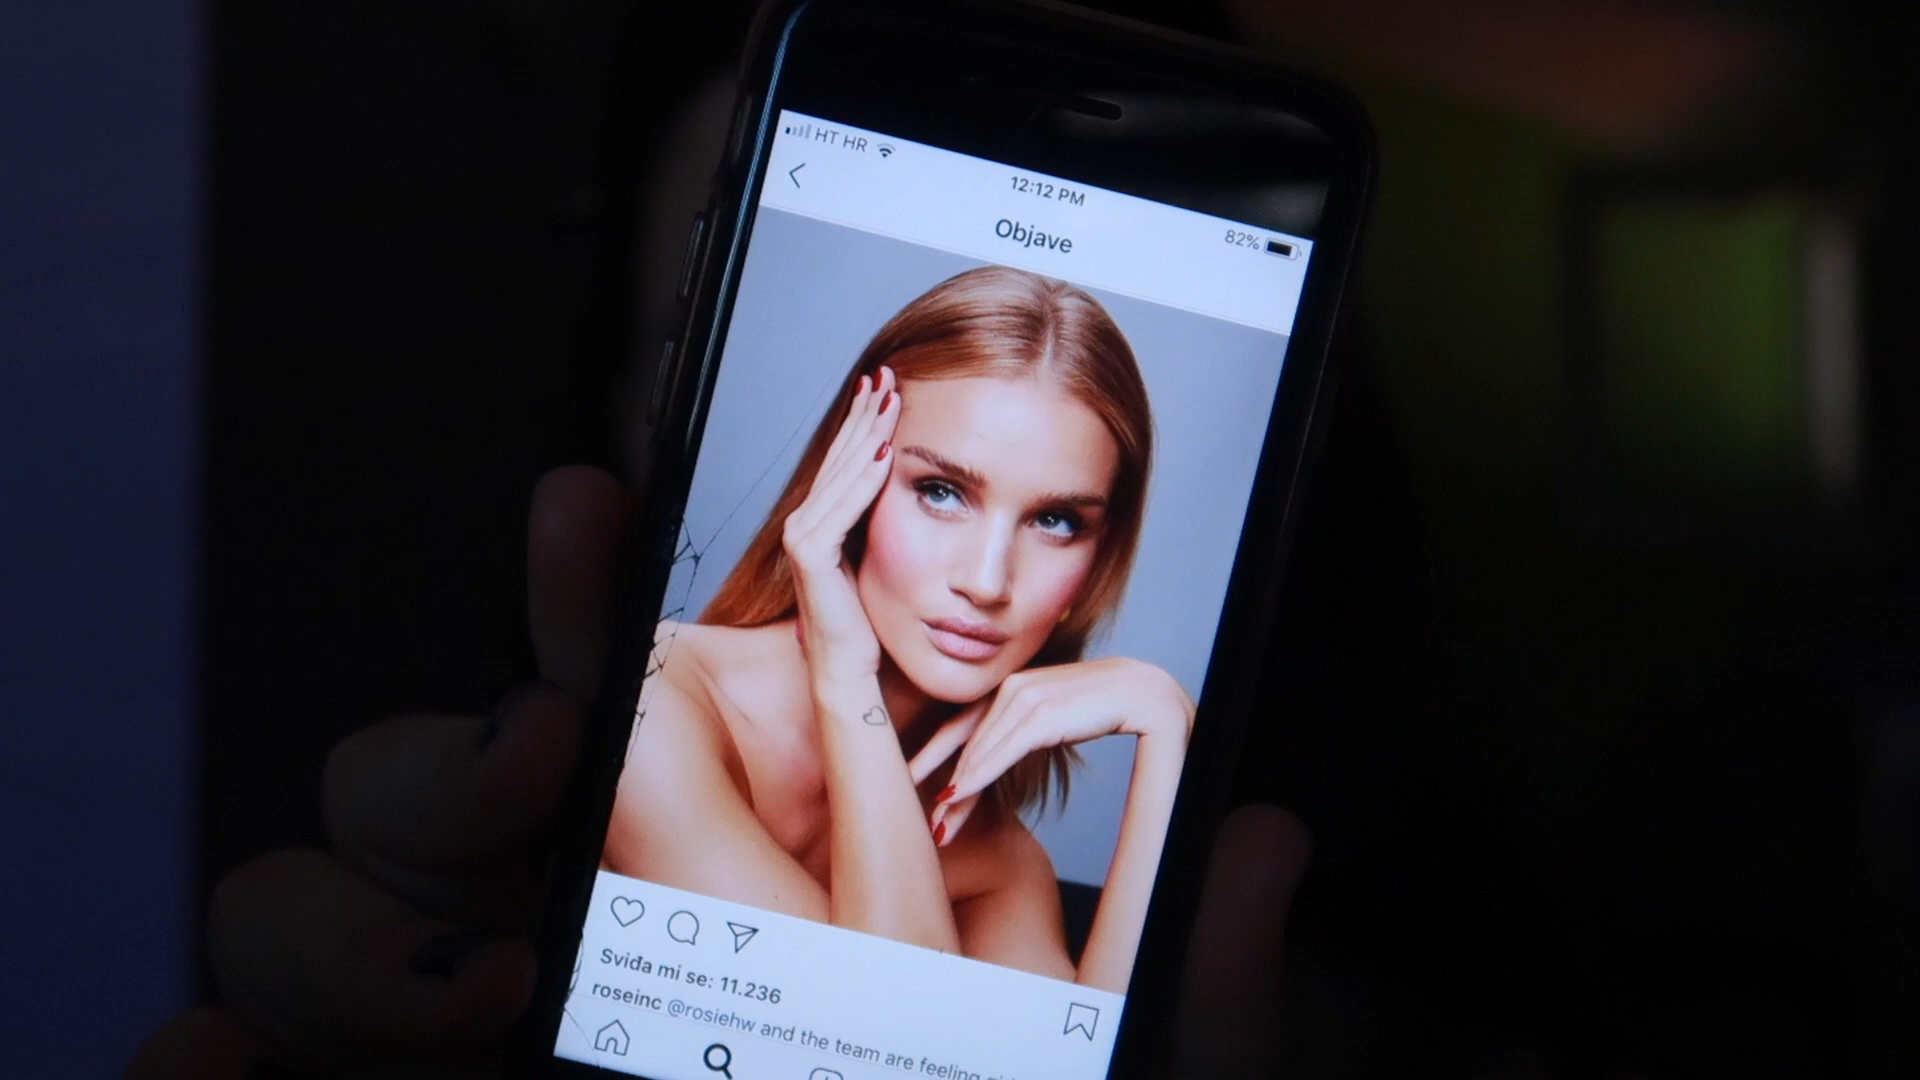 HT HR
12:12 PM
82%
Objave
Sviđa mi se: 11.236
roseinc @rosiehw and the team are feeling